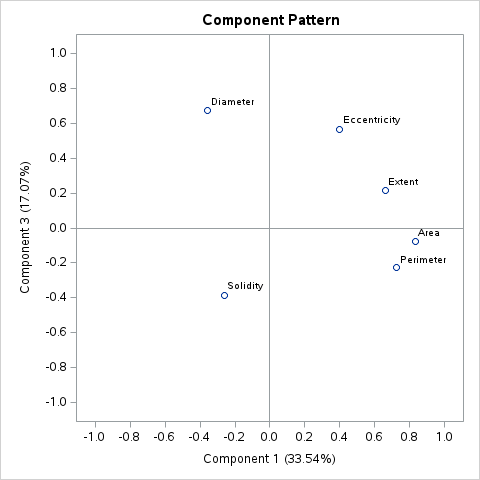 Component Pattern
1.0
0.8
0.6
0.4
0.2
0.0
-0.2
-0.4
-0.6
-0.8
-1.0
Component 3 (17.07%)
Diameter
Eccentricity
Extent
Area
Perimeter
Solidity
-1.0 -0.8 -0.6 -0.4 -0.2 0.0 0.2 0.4 0.6 0.8 1.0
Component 1 (33.54%)